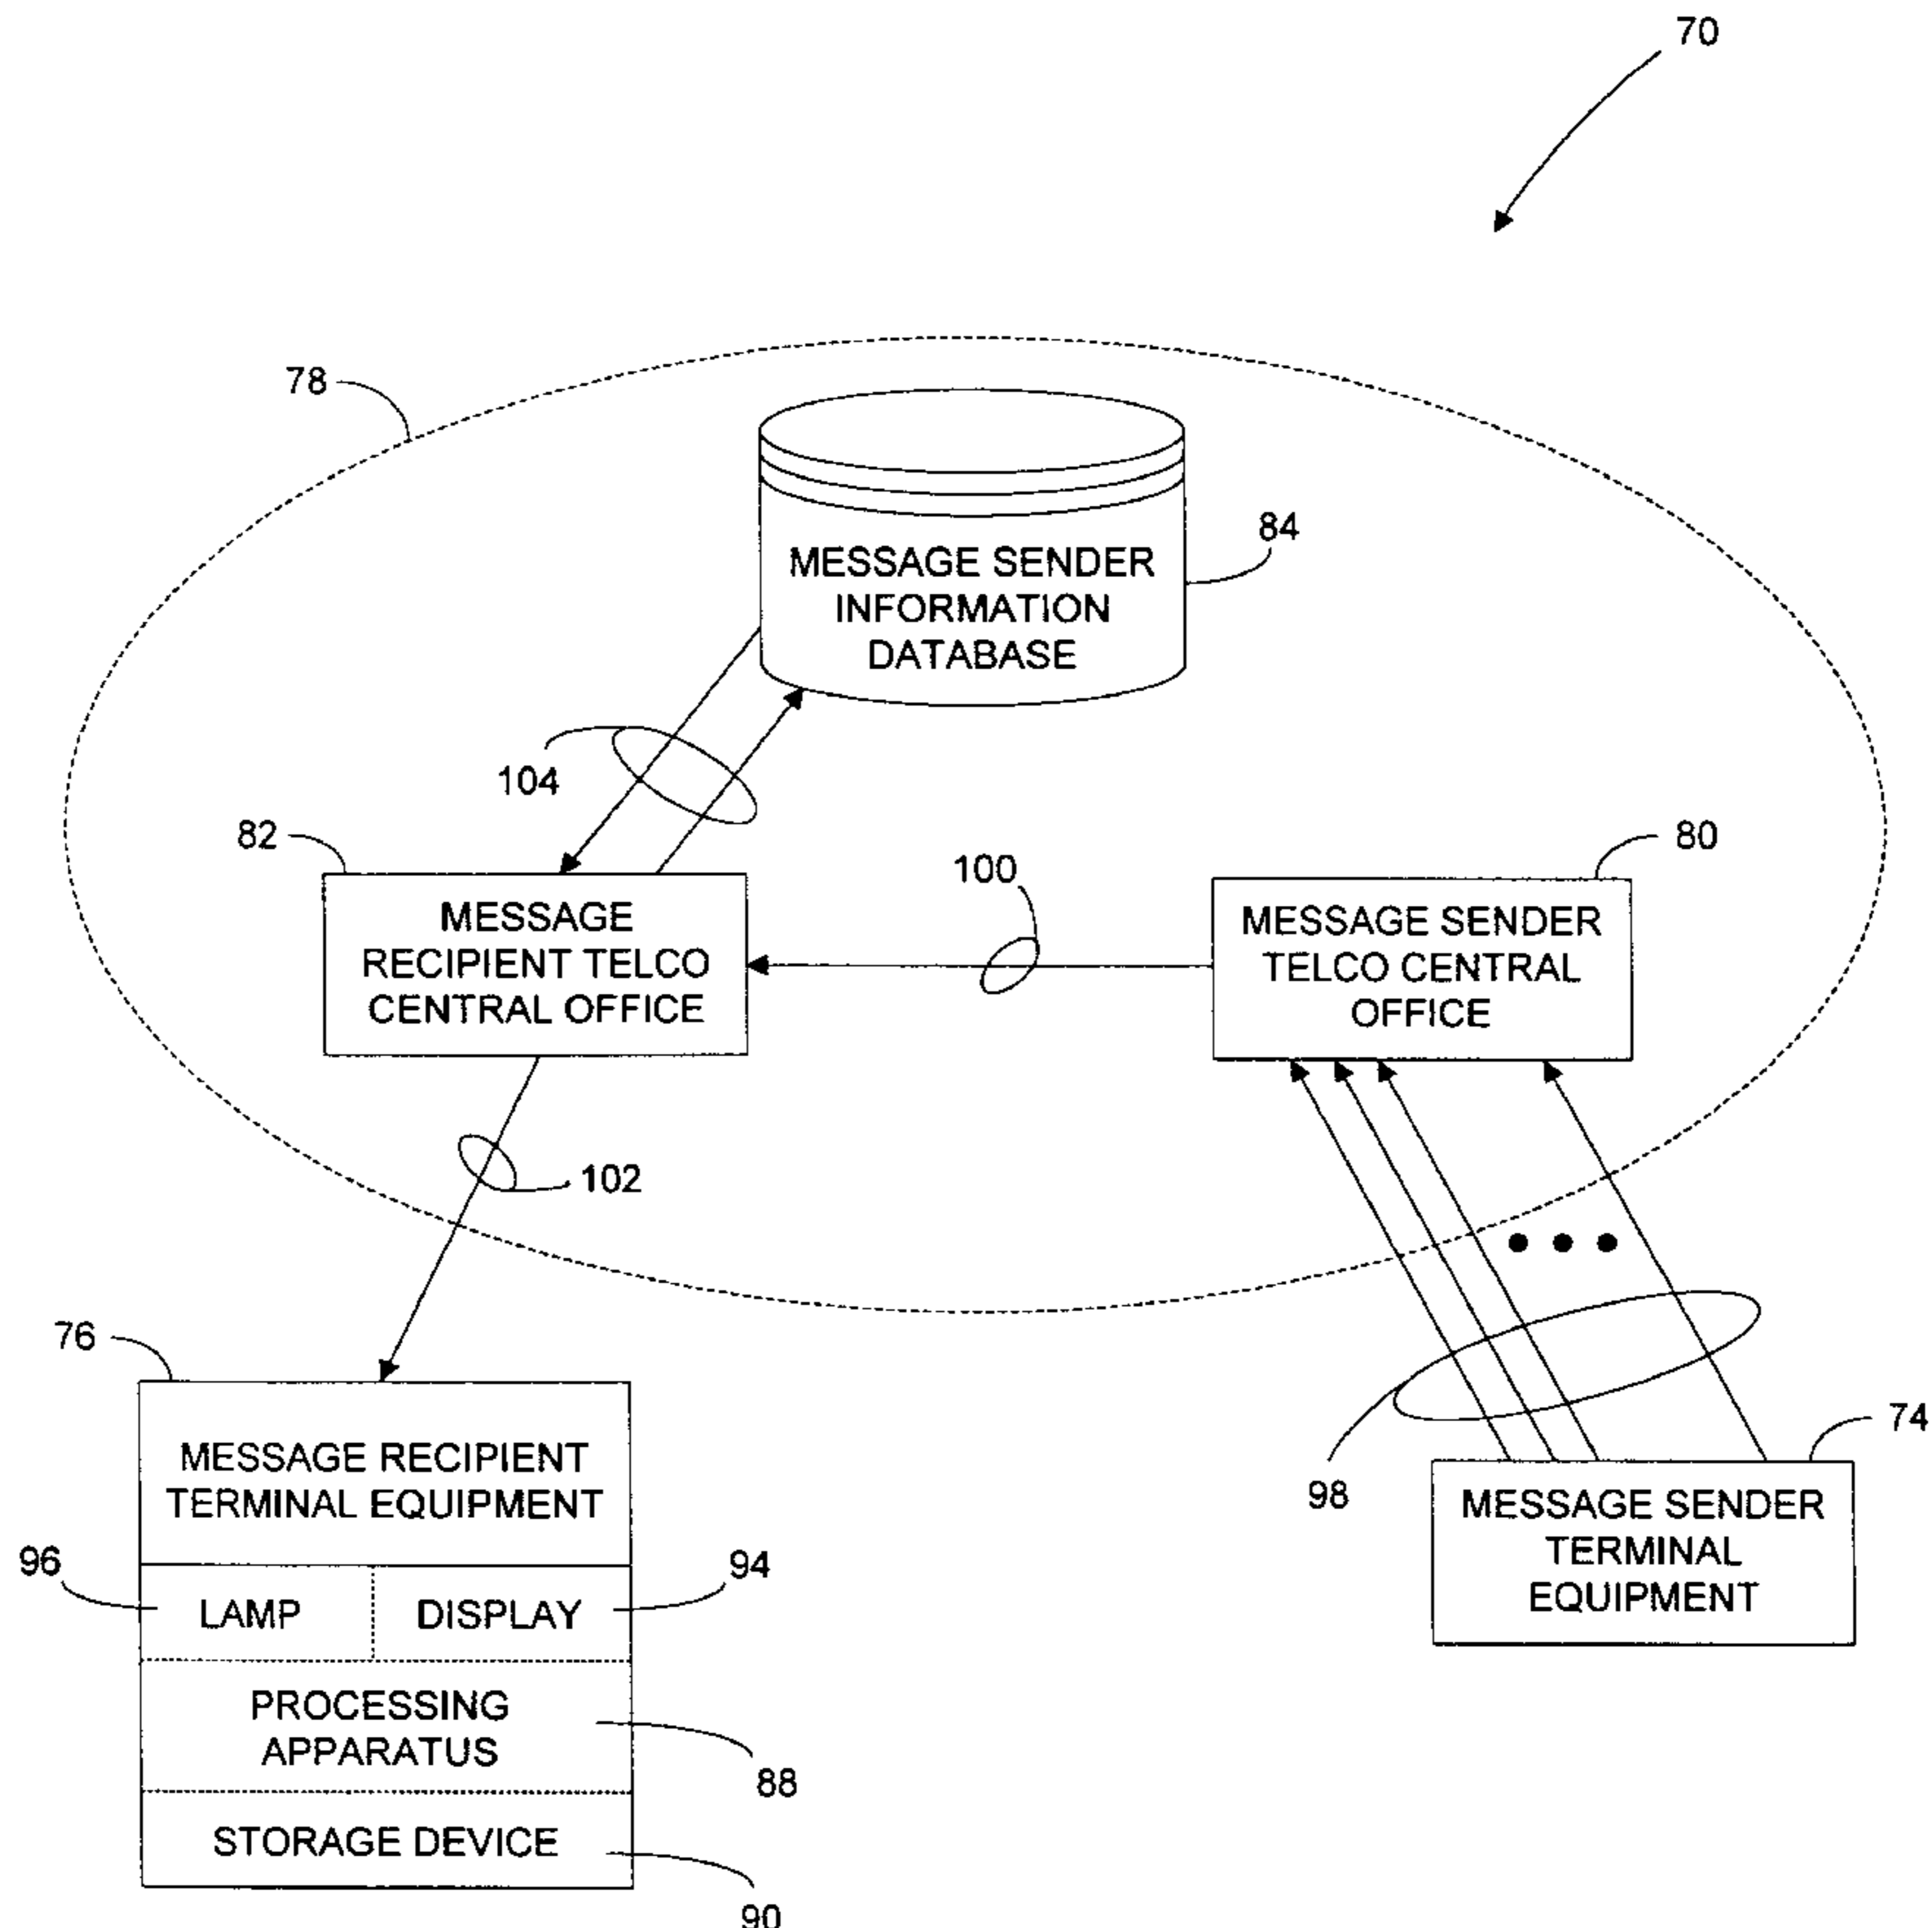 70
78
MESSAGE SENDER
INFORMATION
DATABASE
84
104
82
MESSAGE
RECIPIENT TELCO
CENTRAL OFFICE
100
80
MESSAGE SENDER
TELCO CENTRAL
OFFICE
102
76
MESSAGE RECIPIENT
TERMINAL EQUIPMENT
96
LAMP
DISPLAY
94
PROCESSING
APPARATUS
88
STORAGE DEVICE
90
98
74
MESSAGE SENDER
TERMINAL
EQUIPMENT